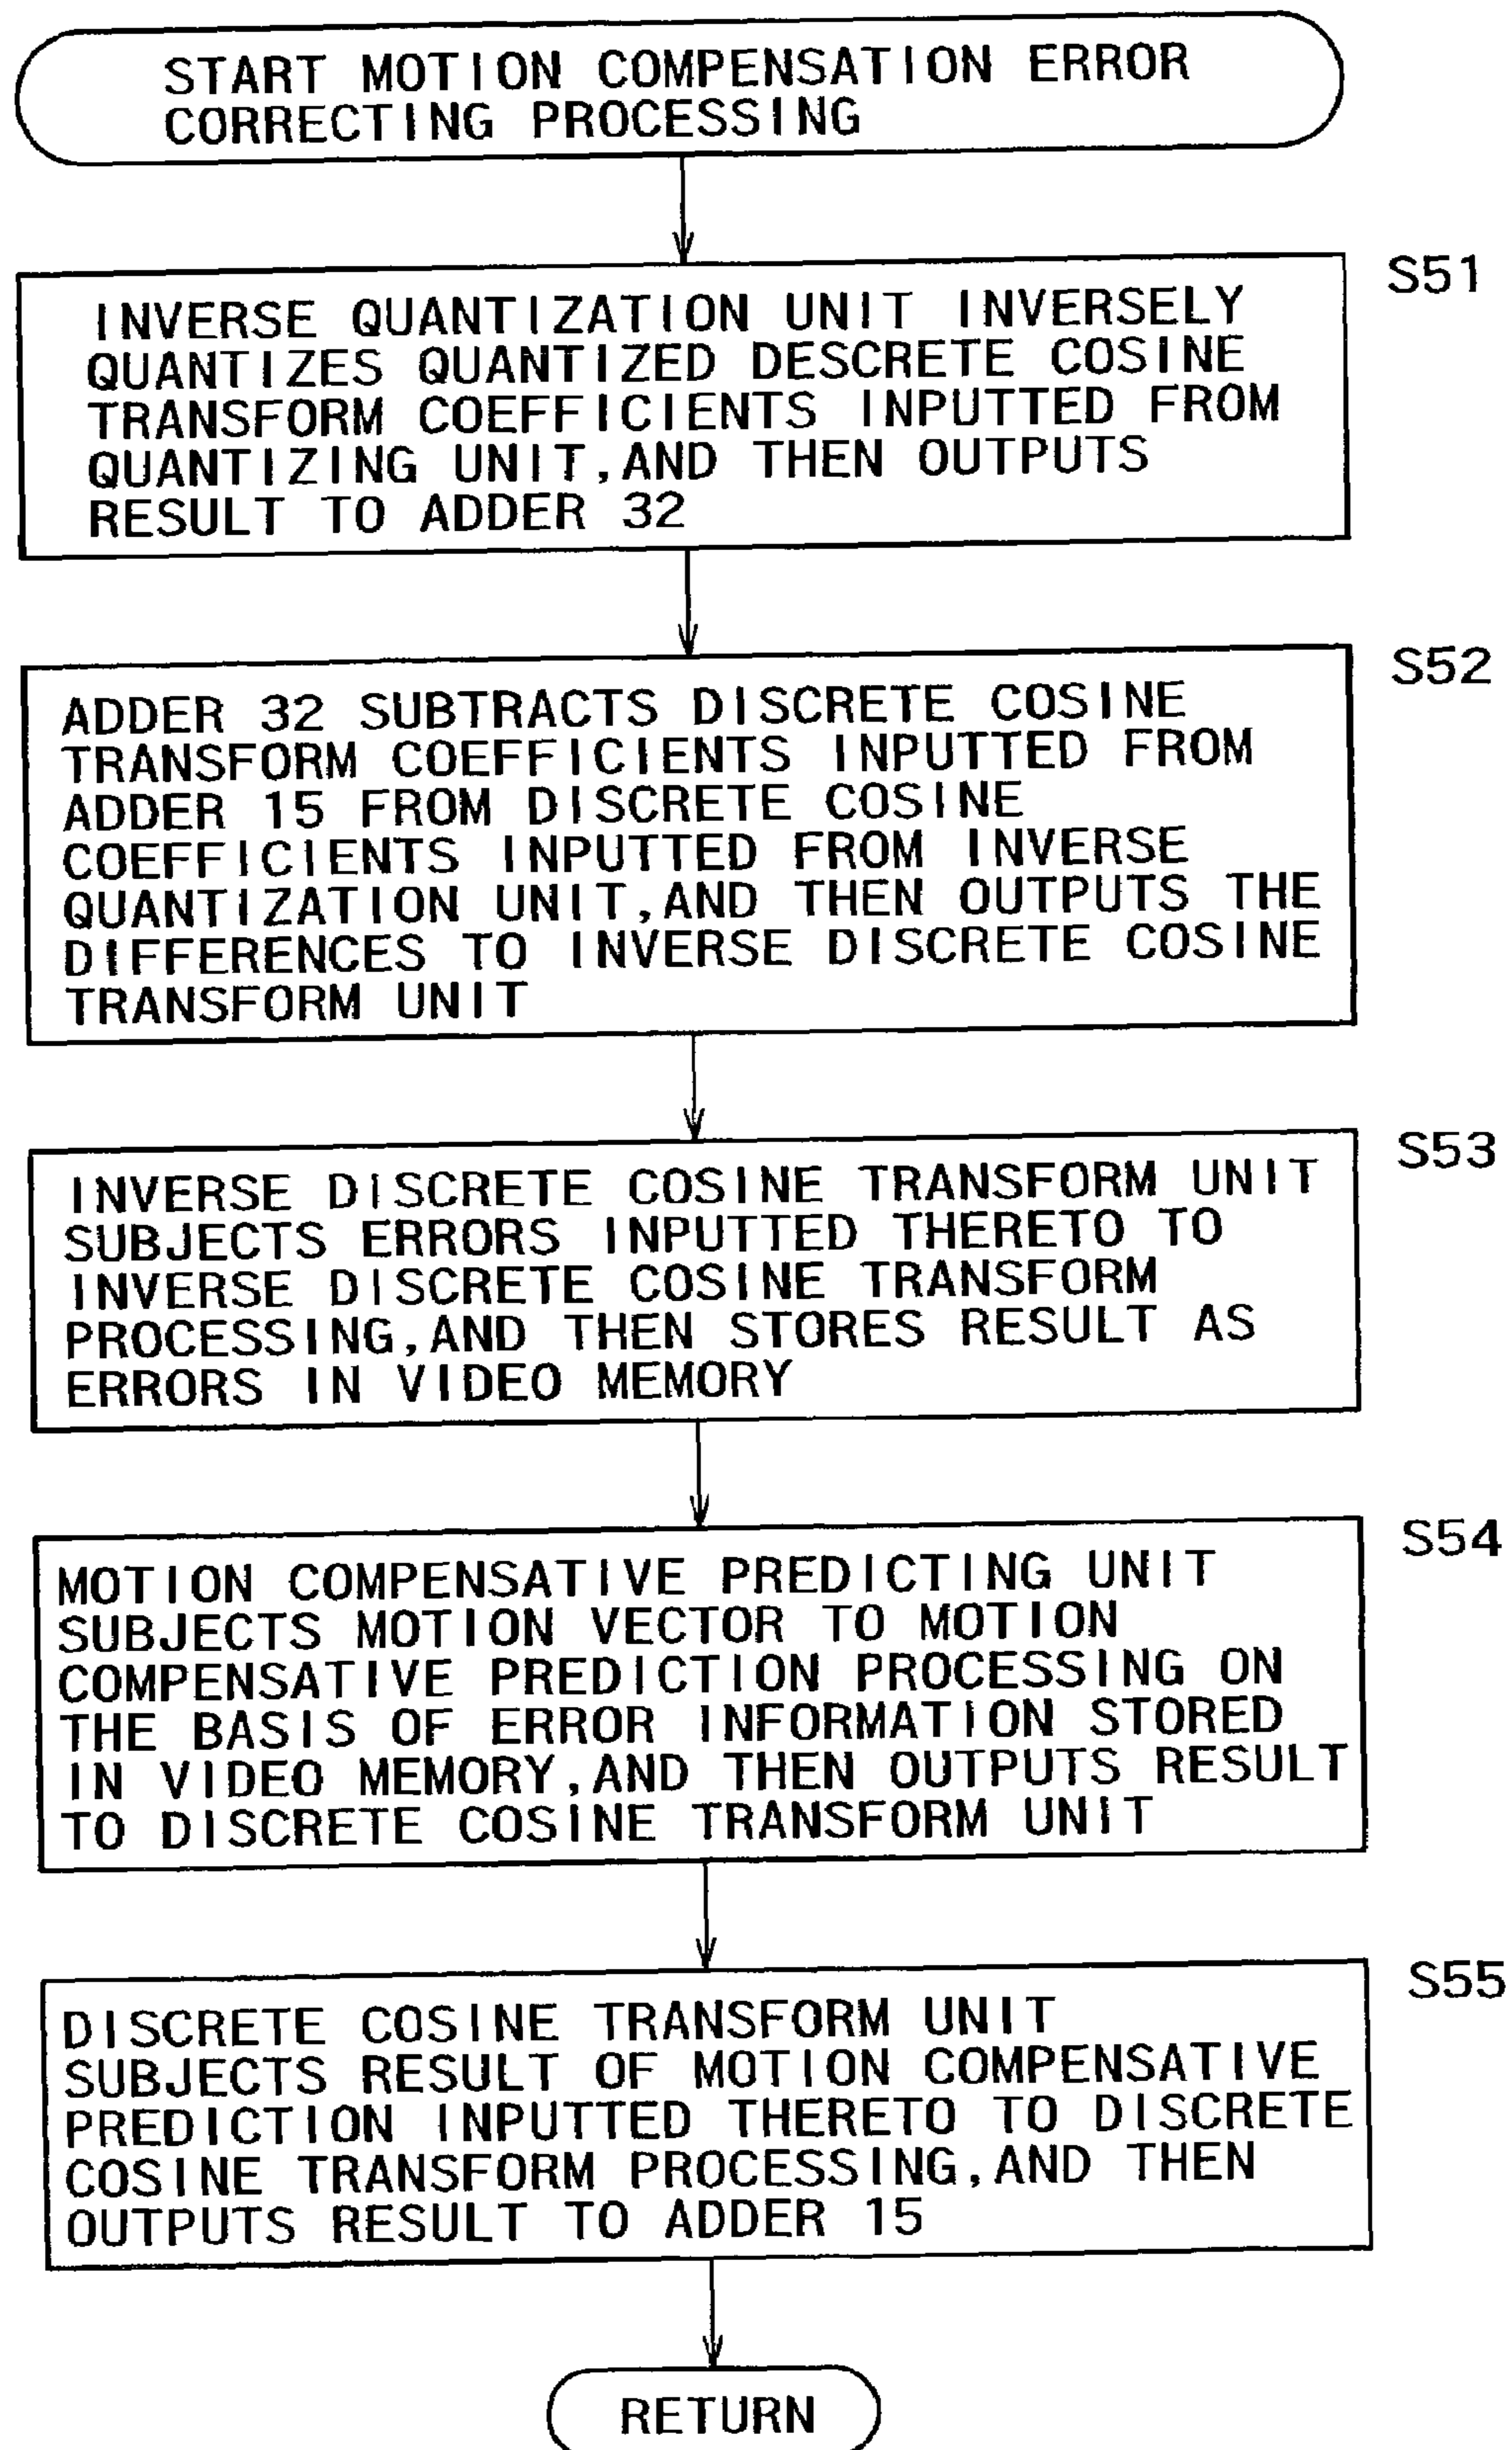 START MOTION COMPENSATION ERROR
CORRECTING PROCESSING
S51
INVERSE QUANTIZATION UNIT INVERSELY
QUANTIZES QUANTIZED DESCRETE COSINE
TRANSFORM COEFFICIENTS INPUTTED FROM
QUANTIZING UNIT,AND THEN OUTPUTS
RESULT TO ADDER 32
S52
ADDER 32 SUBTRACTS DISCRETE COSINE
TRANSFORM COEFFICIENTS INPUTTED FROM
ADDER 15 FROM DISCRETE COSINE
COEFFICIENTS INPUTTED FROM INVERSE
QUANTIZATION UNIT,AND THEN OUTPUTS THE
DIFFERENCES TO INVERSE DISCRETE COSINE
TRANSFORM UNIT
S53
INVERSE DISCRETE COSINE TRANSFORM UNIT
SUBJECTS ERRORS INPUTTED THERETO TO
INVERSE DISCRETE COSINE TRANSFORM
PROCESSING,AND THEN STORES RESULT AS
ERRORS IN VIDEO MEMORY
S54
MOTION COMPENSATIVE PREDICTING UNIT
SUBJECTS MOTION VECTOR TO MOTION
COMPENSATIVE PREDICTION PROCESSING ON
THE BASIS OF ERROR INFORMATION STORED
IN VIDEO MEMORY,AND THEN OUTPUTS RESULT
TO DISCRETE COSINE TRANSFORM UNIT
S55
DISCRETE COSINE TRANSFORM UNIT
SUBJECTS RESULT OF MOTION COMPENSATIVE
PREDICTION INPUTTED THERETO TO DISCRETE
COSINE TRANSFORM PROCESSING,AND THEN
OUTPUTS RESULT TO ADDER 15
RETURN